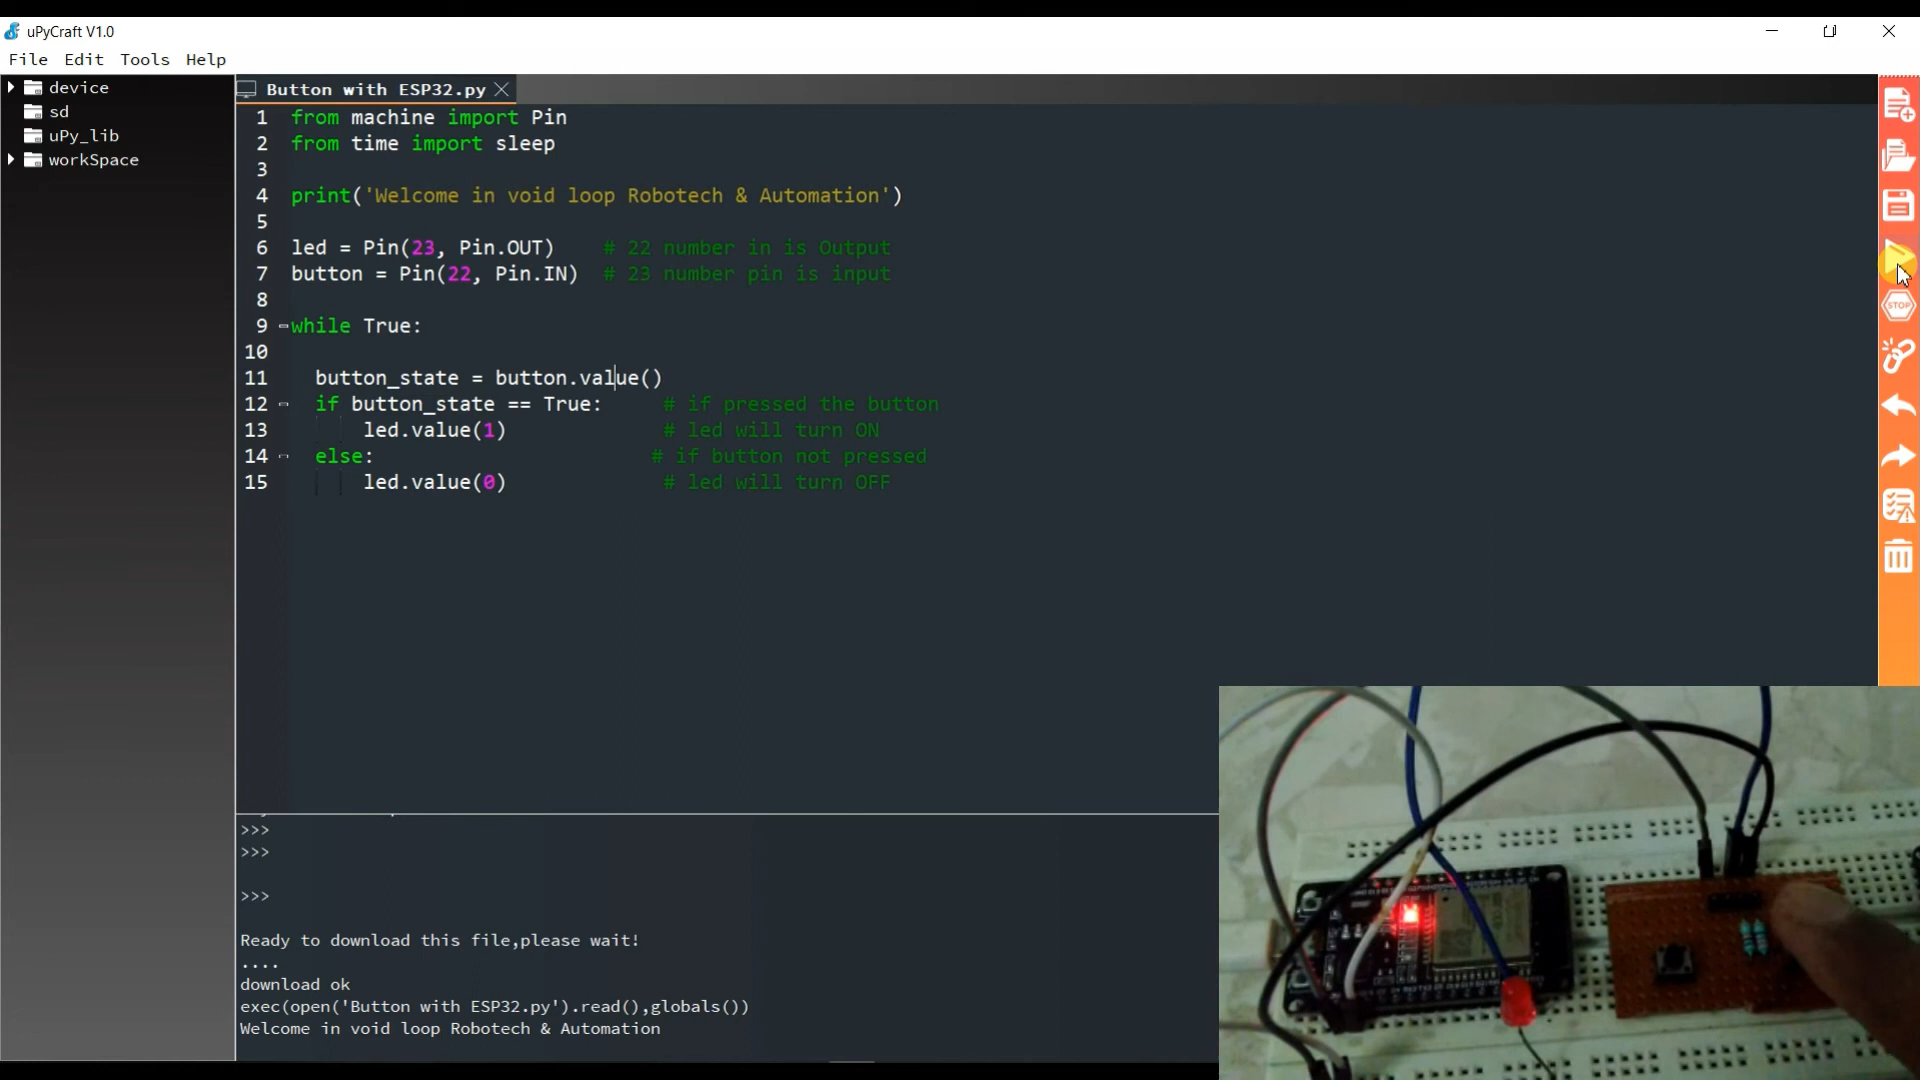 uPyCraft V1.0
File Edit Tools Help
device
sd
uPy_lib
workSpace
Button with ESP32.py
1 from machine import Pin
2 from time import sleep
3
4 print('Welcome in void loop Robotech & Automation')
5
6 led = Pin(23, Pin.OUT)    # 22 number in is Output
7 button = Pin(22, Pin.IN)  # 23 number pin is input
8
9 while True:
10
11   button_state = button.value()
12   if button_state == True:     # if pressed the button
13       led.value(1)             # led will turn ON
14   else:                       # if button not pressed
15       led.value(0)             # led will turn OFF
STOP
>>>
>>>
>>>
Ready to download this file,please wait!
....
download ok
exec(open('Button with ESP32.py').read(),globals())
Welcome in void loop Robotech & Automation